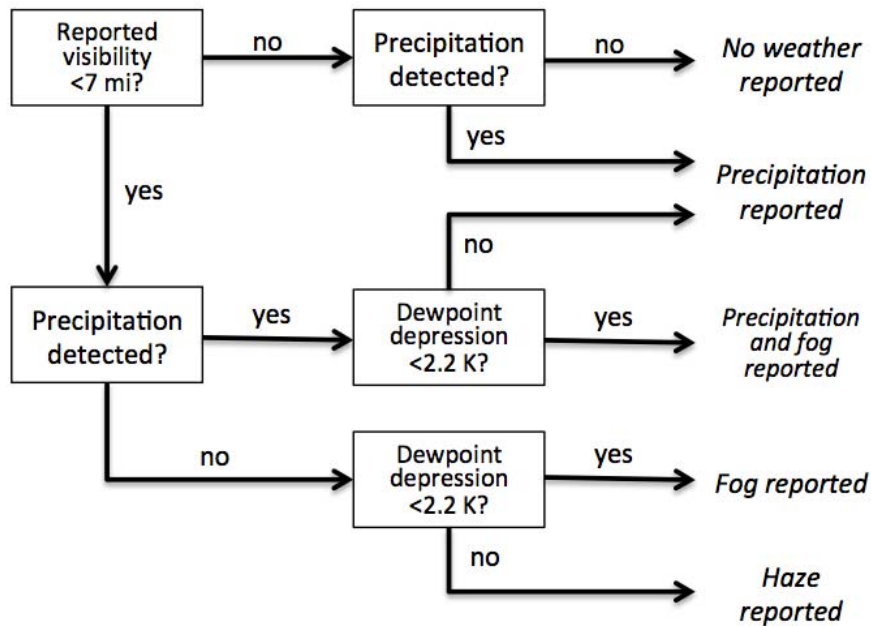 Reported
visibility
<7 mi?
no
Precipitation
detected?
no
No weather
reported
yes
yes
Precipitation
reported
no
Precipitation
detected?
yes
Dewpoint
depression
<2.2 K?
yes
Precipitation
and fog
reported
no
Dewpoint
depression
<2.2 K?
yes
Fog reported
no
Haze
reported